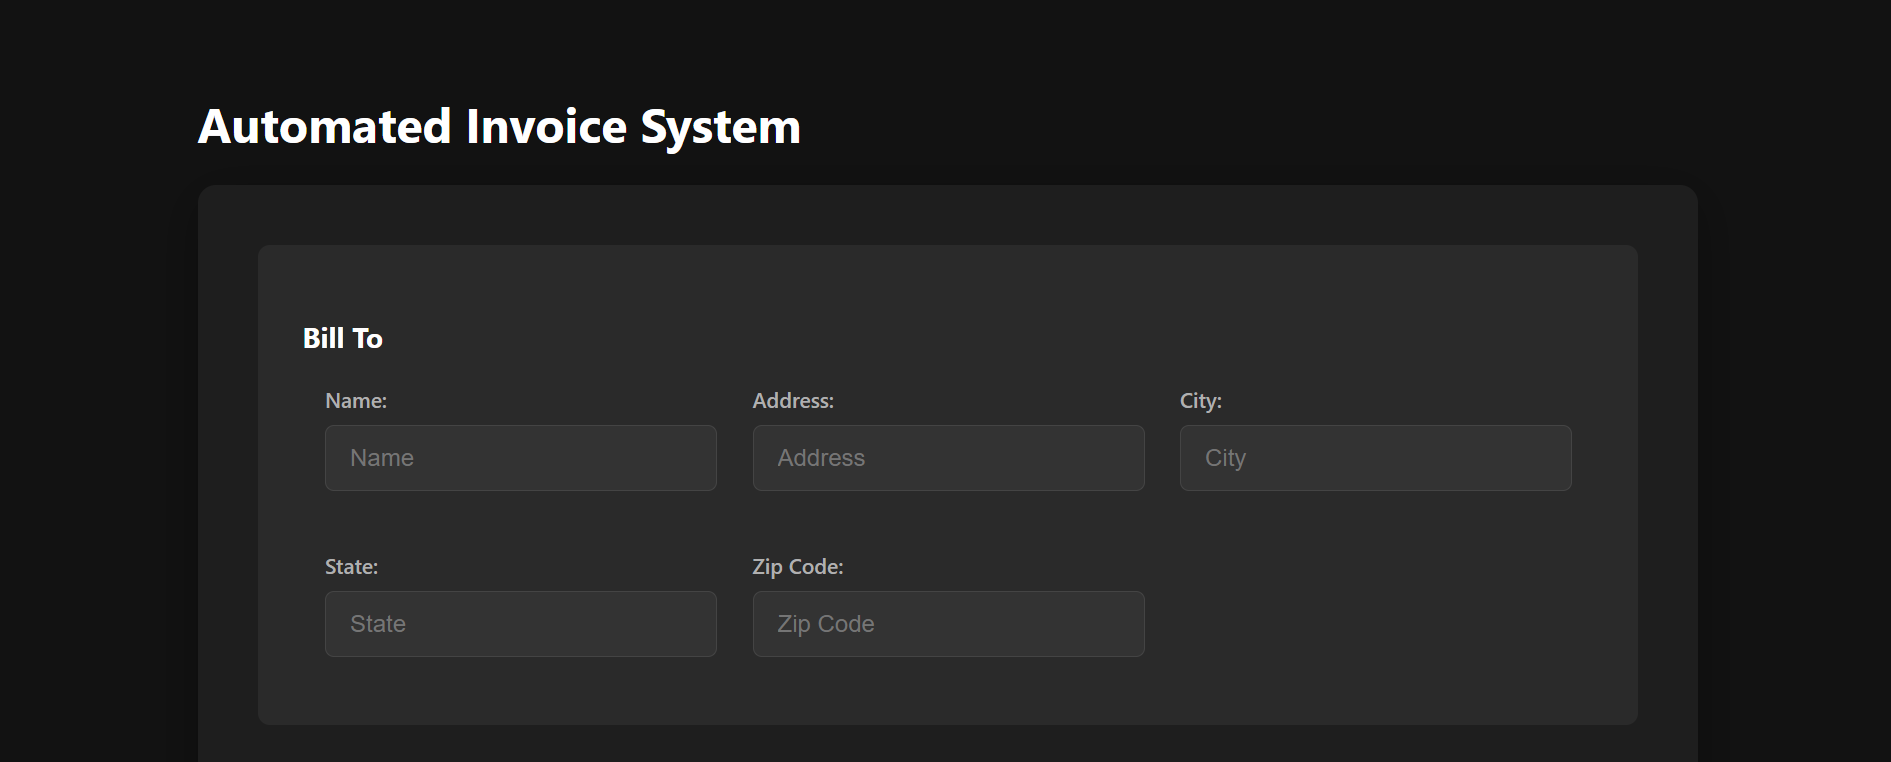 Automated Invoice System
Bill To
Name: Address: City:
Name Address City
State: Zip Code:
State Zip Code